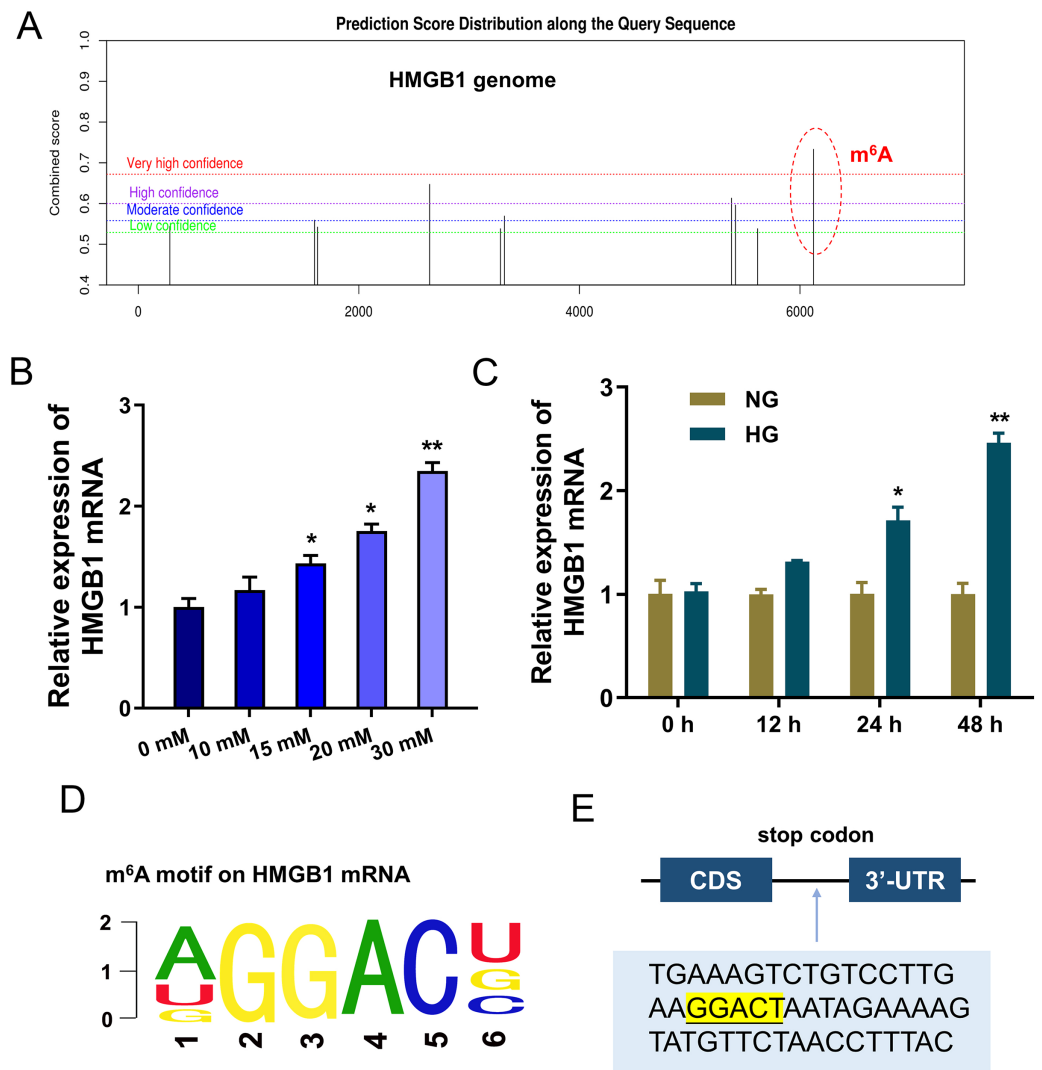 A
Prediction Score Distribution along the Query Sequence
HMGB1 genome
Combined score
1.0
0.9
0.8
0.7
0.6
0.5
0.4
Very high confidence
High confidence
Moderate confidence
Low confidence
m⁶A
0 2000 4000 6000
B
Relative expression of
HMGB1 mRNA
3
2
1
0
*
*
**
0 mM 10 mM 15 mM 20 mM 30 mM
C
Relative expression of
HMGB1 mRNA
3
2
1
0
NG
HG
*
**
0 h 12 h 24 h 48 h
D
m⁶A motif on HMGB1 mRNA
2
1
0
A G G A C U
U G
G C
1 2 3 4 5 6
E
stop codon
CDS 3’-UTR
TGAAAGTCTGTCCTTG
AAGGACTAATAGAAAAG
TATGTTCTAACCTTTAC